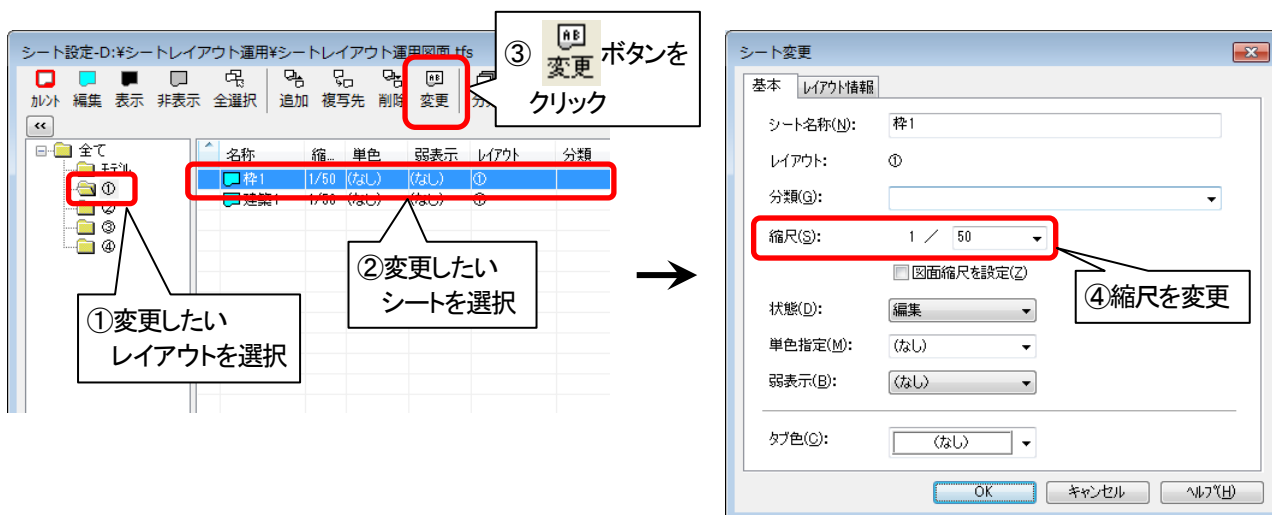 シート設定-D:¥シートレイアウト運用¥シートレイアウト運用図面.tfs
カレント 編集 表示 非表示 全選択 追加 複写先 削除 変更
③ 変更 ボタンを
クリック
<<
全て
モデル
①
②
③
④
名称 縮... 単色 弱表示 レイアウト 分類
枠1 1/50 (なし) (なし) ①
建築1 1/50 (なし) (なし) ①
①変更したい
レイアウトを選択
②変更したい
シートを選択
シート変更
基本 レイアウト情報
シート名称(N): 枠1
レイアウト: ①
分類(G):
縮尺(S): 1 ／ 50
図面縮尺を設定(Z)
④縮尺を変更
状態(D): 編集
単色指定(M): (なし)
弱表示(B): (なし)
タブ色(C): (なし)
OK キャンセル ヘルプ(H)